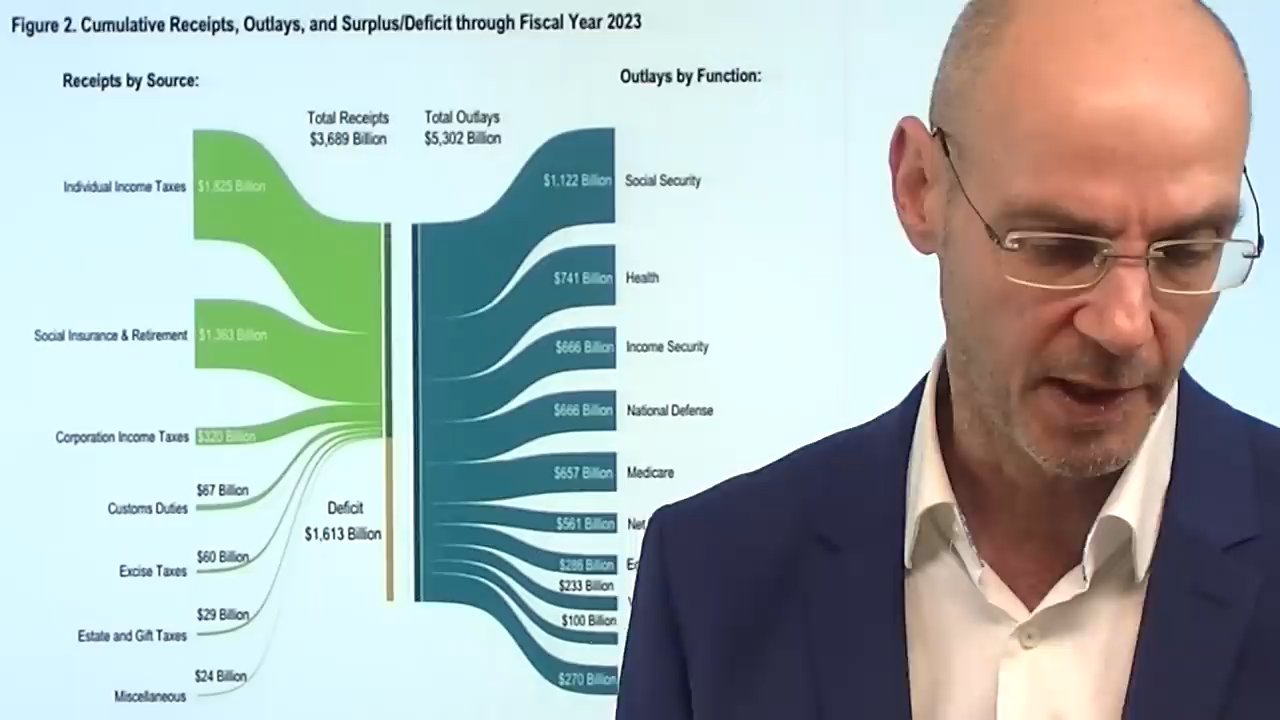 Figure 2. Cumulative Receipts, Outlays, and Surplus/Deficit through Fiscal Year 2023
Receipts by Source:
Outlays by Function:
Total Receipts
$3,689 Billion
Total Outlays
$5,302 Billion
Individual Income Taxes
$1,825 Billion
Social Insurance & Retirement
$1,363 Billion
Corporation Income Taxes
$320 Billion
$67 Billion
Customs Duties
$60 Billion
Excise Taxes
$29 Billion
Estate and Gift Taxes
$24 Billion
Miscellaneous
Deficit
$1,613 Billion
$1,122 Billion
Social Security
$741 Billion
Health
$666 Billion
Income Security
$666 Billion
National Defense
$657 Billion
Medicare
$561 Billion
Net
$286 Billion
$233 Billion
$100 Billion
$270 Billion